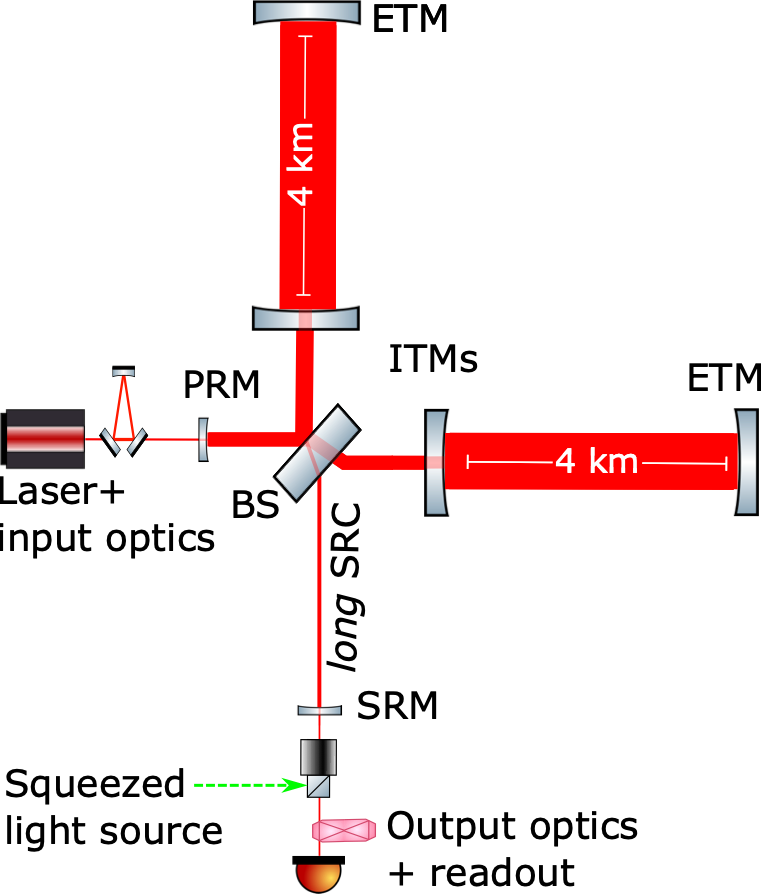 ETM
4 km
ITMs
PRM
ETM
4 km
Laser+
input optics
BS
long SRC
SRM
Squeezed
light source
Output optics
+ readout